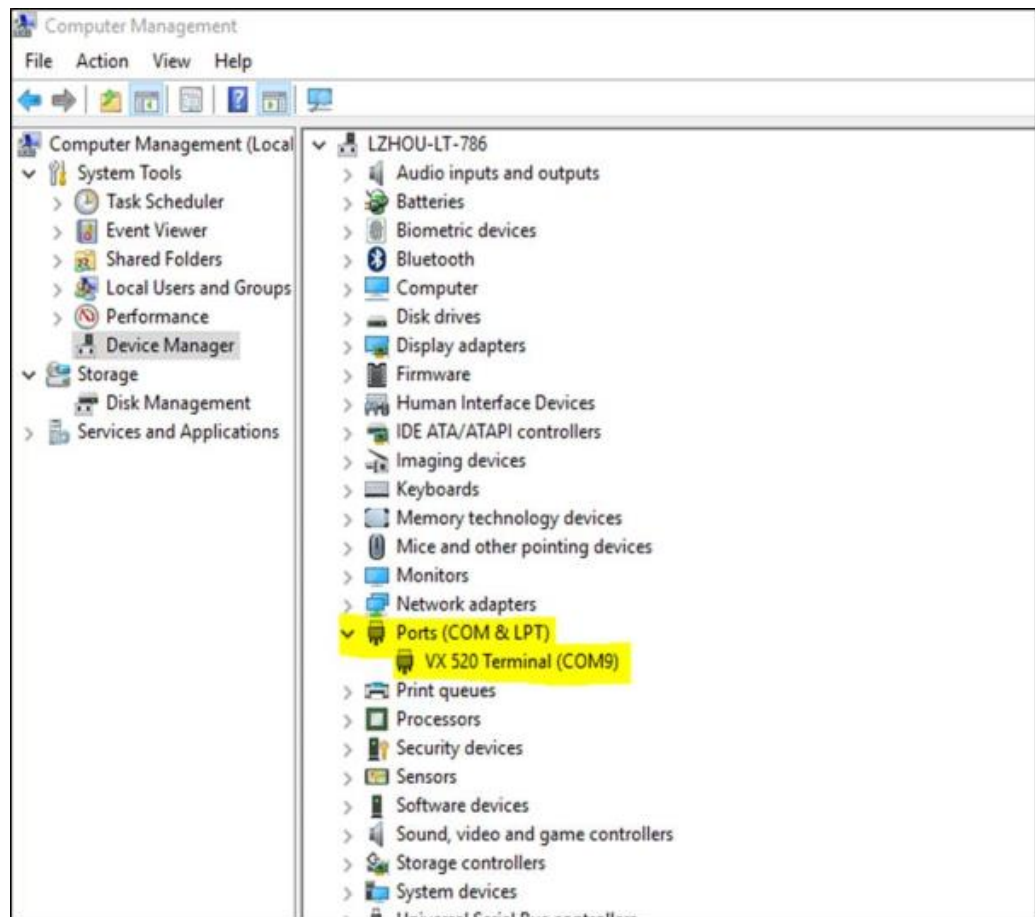 Computer Management
File Action View Help
Computer Management (Local
System Tools
Task Scheduler
Event Viewer
Shared Folders
Local Users and Groups
Performance
Device Manager
Storage
Disk Management
Services and Applications
LZHOU-LT-786
Audio inputs and outputs
Batteries
Biometric devices
Bluetooth
Computer
Disk drives
Display adapters
Firmware
Human Interface Devices
IDE ATA/ATAPI controllers
Imaging devices
Keyboards
Memory technology devices
Mice and other pointing devices
Monitors
Network adapters
Ports (COM & LPT)
VX 520 Terminal (COM9)
Print queues
Processors
Security devices
Sensors
Software devices
Sound, video and game controllers
Storage controllers
System devices
Universal Serial Bus controllers